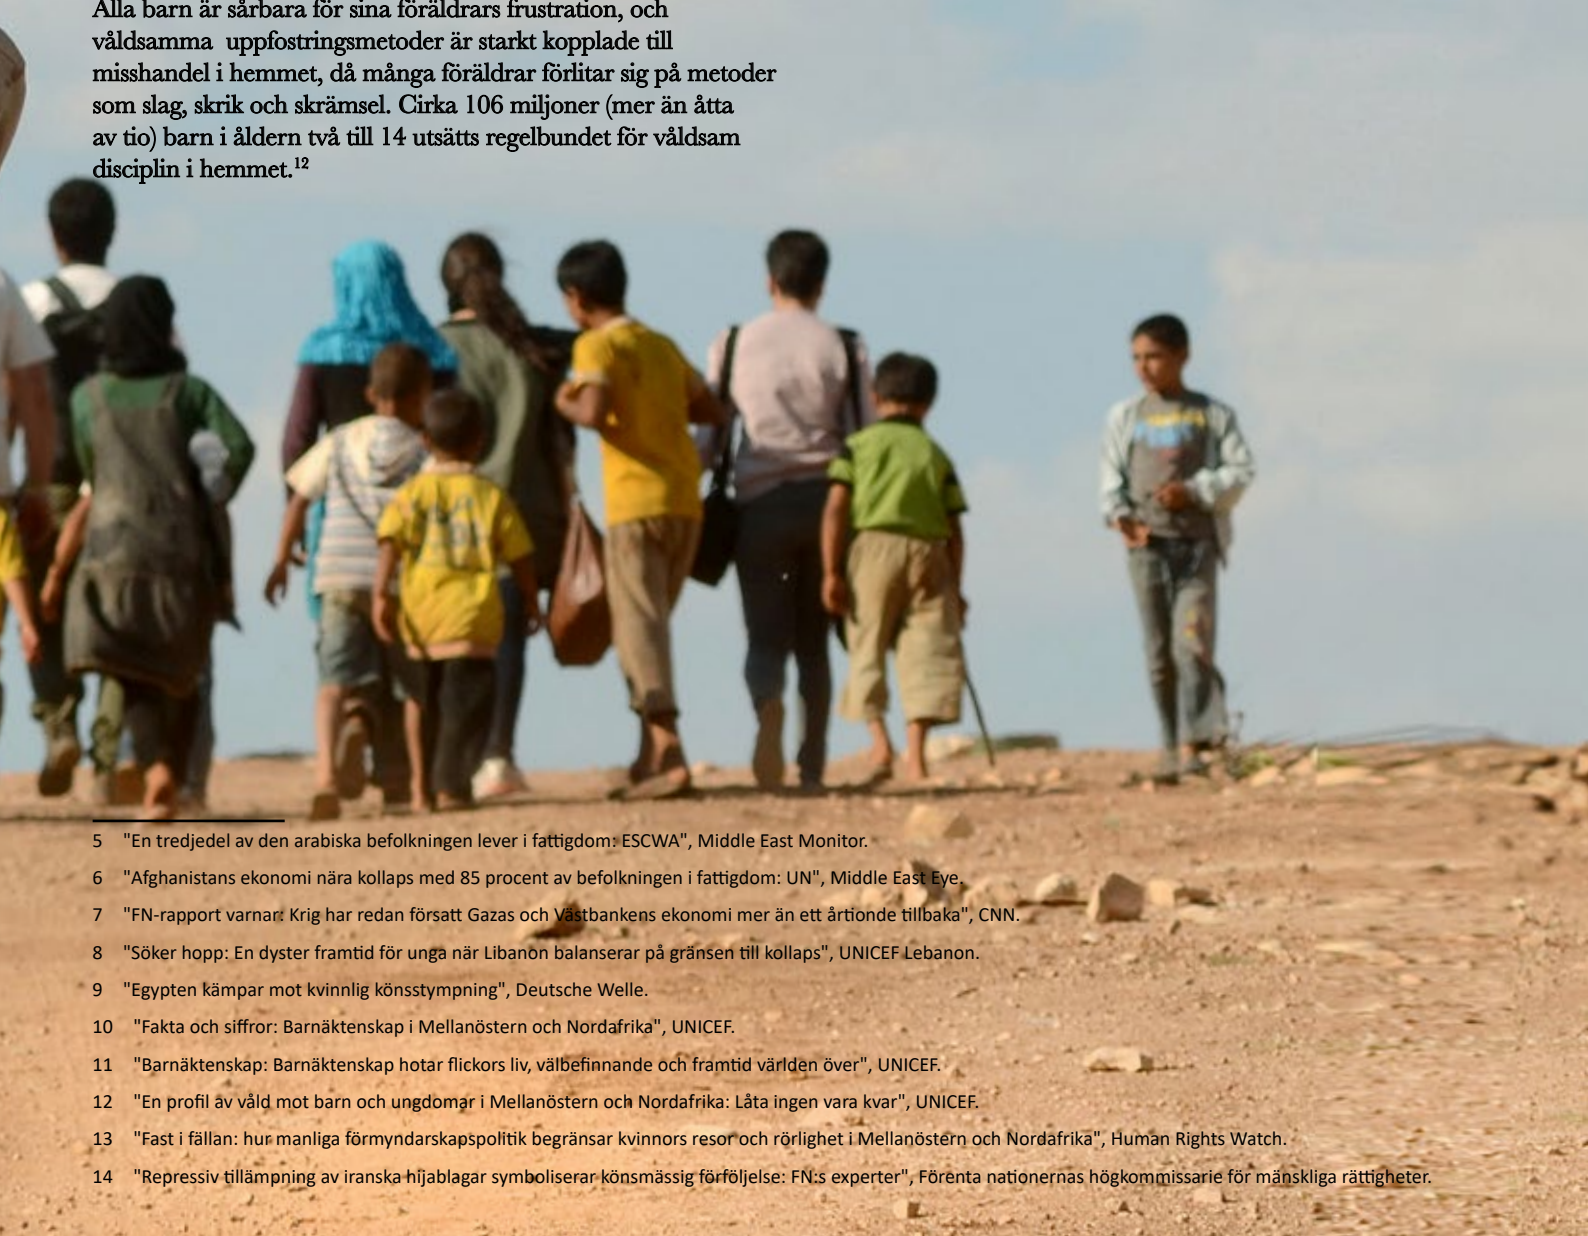 Alla barn är sårbara för sina föräldrars frustration, och
våldsamma uppfostringsmetoder är starkt kopplade till
misshandel i hemmet, då många föräldrar förlitar sig på metoder
som slag, skrik och skrämsel. Cirka 106 miljoner (mer än åtta
av tio) barn i åldern två till 14 utsätts regelbundet för våldsam
disciplin i hemmet.¹²
5 "En tredjedel av den arabiska befolkningen lever i fattigdom: ESCWA", Middle East Monitor.
6 "Afghanistans ekonomi nära kollaps med 85 procent av befolkningen i fattigdom: UN", Middle East Eye.
7 "FN-rapport varnar: Krig har redan försatt Gazas och Västbankens ekonomi mer än ett årtionde tillbaka", CNN.
8 "Söker hopp: En dyster framtid för unga när Libanon balanserar på gränsen till kollaps", UNICEF Lebanon.
9 "Egypten kämpar mot kvinnlig könsstympning", Deutsche Welle.
10 "Fakta och siffror: Barnäktenskap i Mellanöstern och Nordafrika", UNICEF.
11 "Barnäktenskap: Barnäktenskap hotar flickors liv, välbefinnande och framtid världen över", UNICEF.
12 "En profil av våld mot barn och ungdomar i Mellanöstern och Nordafrika: Låta ingen vara kvar", UNICEF.
13 "Fast i fällan: hur manliga förmyndarskapspolitik begränsar kvinnors resor och rörlighet i Mellanöstern och Nordafrika", Human Rights Watch.
14 "Repressiv tillämpning av iranska hijablagar symboliserar könsmässig förföljelse: FN:s experter", Förenta nationernas högkommissarie för mänskliga rättigheter.